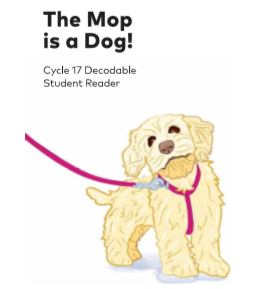 The Mop
is a Dog!
Cycle 17 Decodable
Student Reader